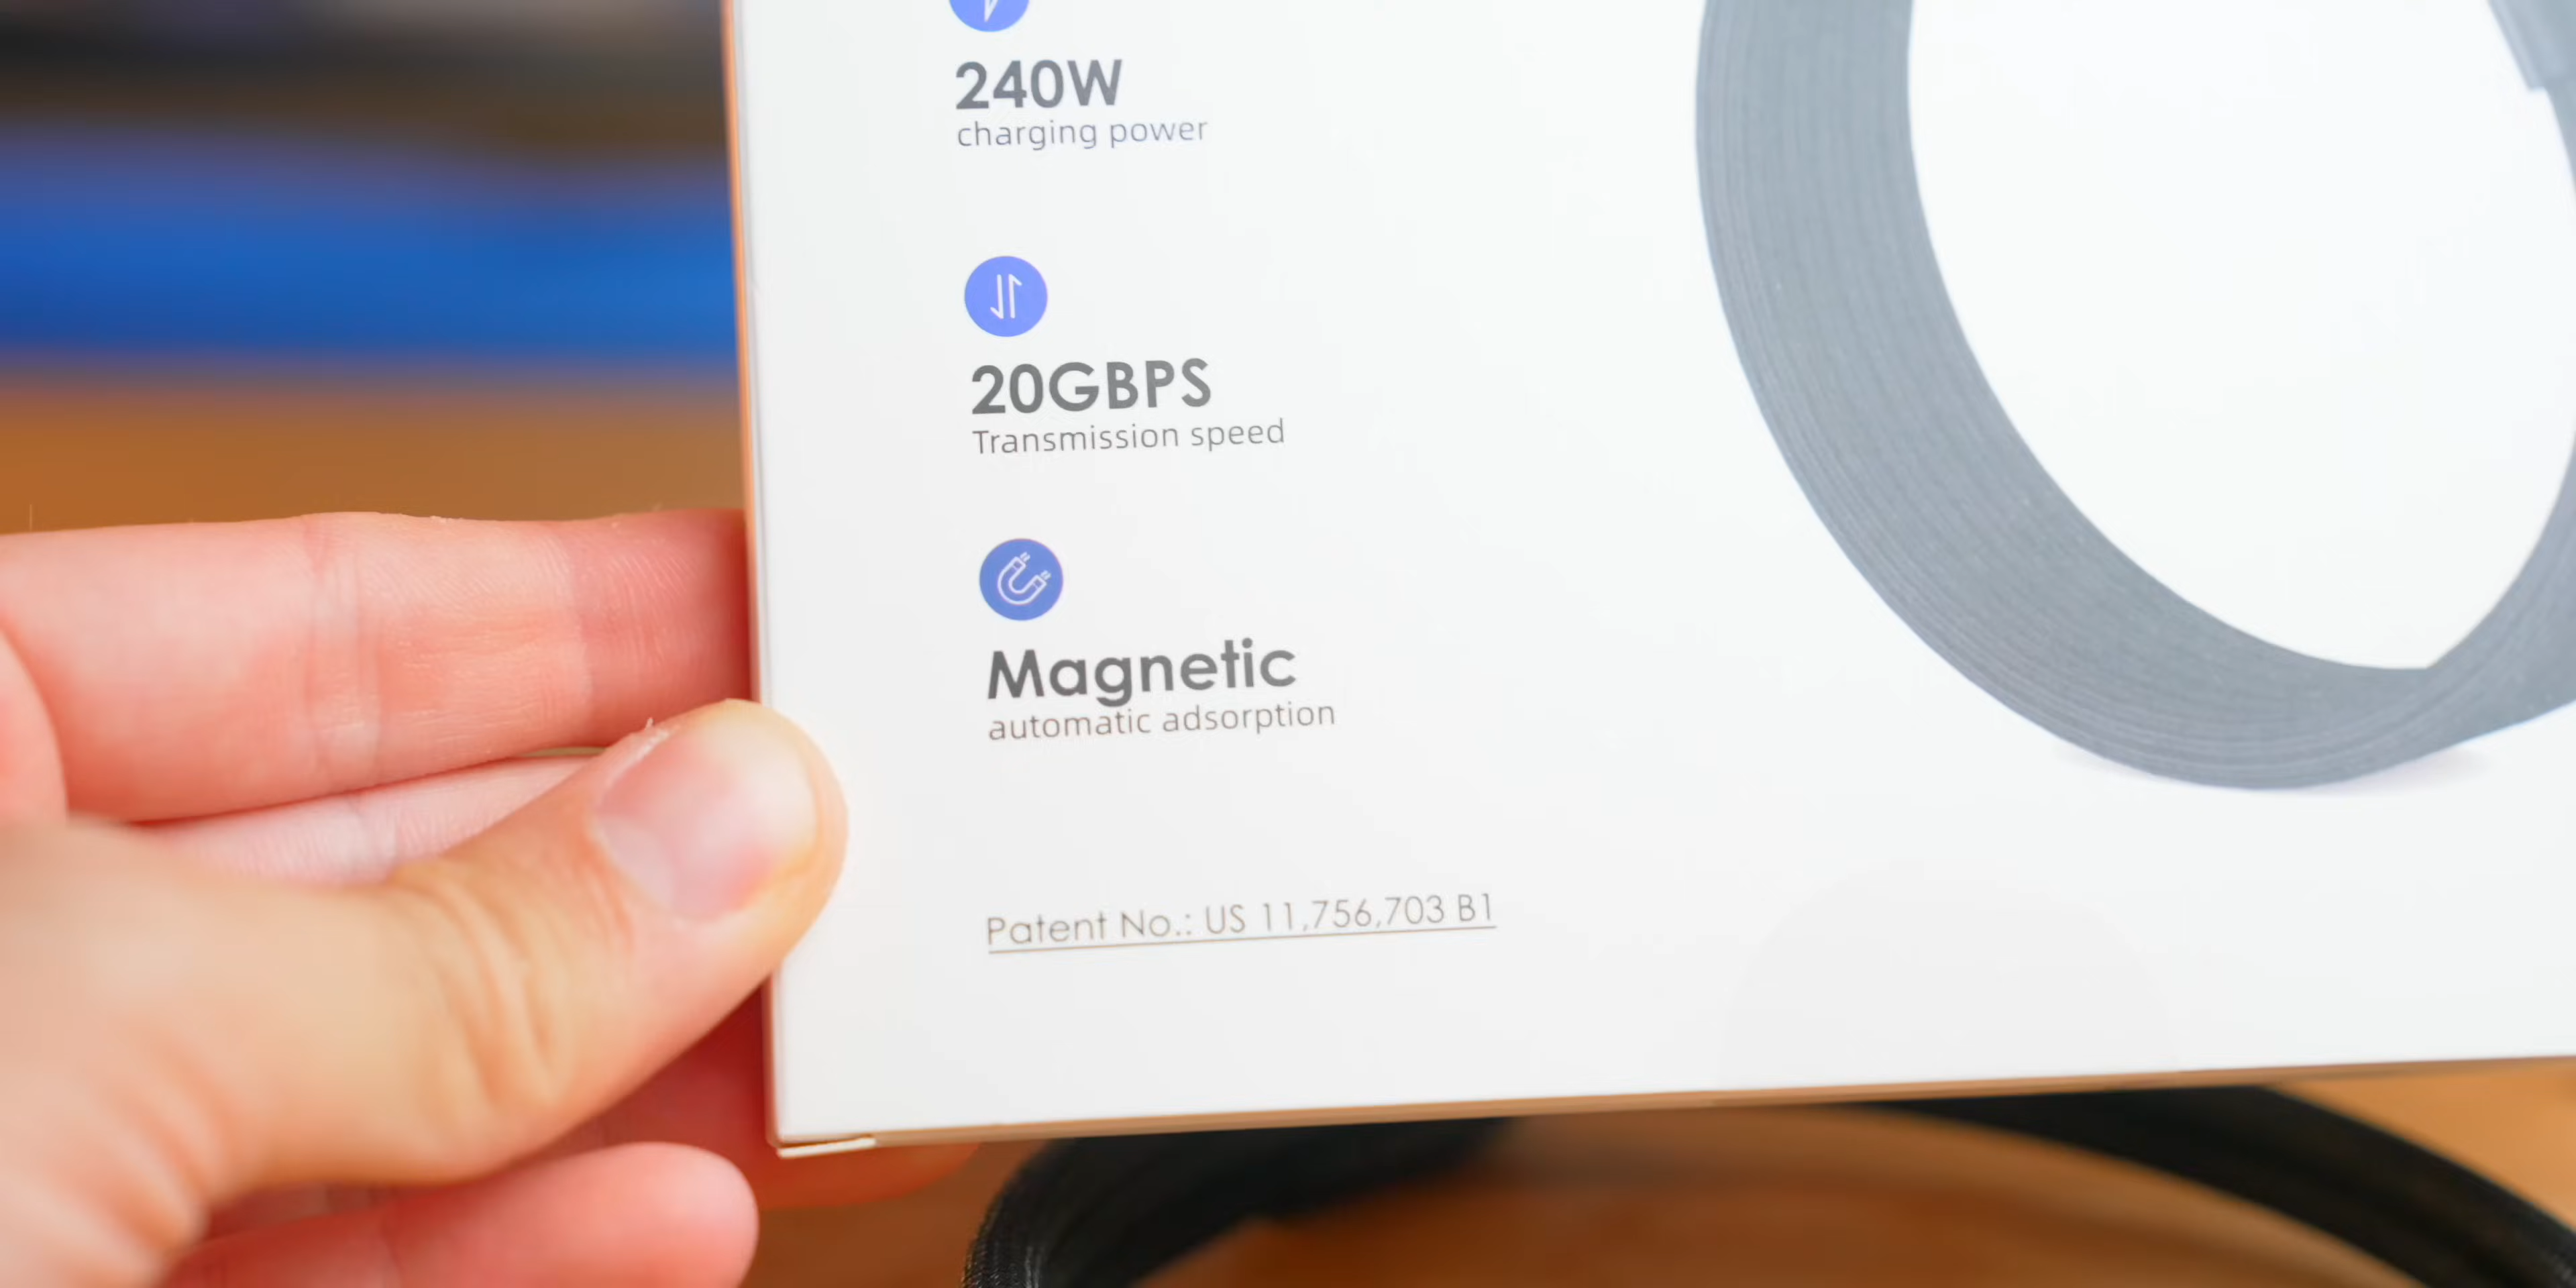 240W
charging power
20GBPS
Transmission speed
Magnetic
automatic adsorption
Patent No.: US 11,756,703 B1